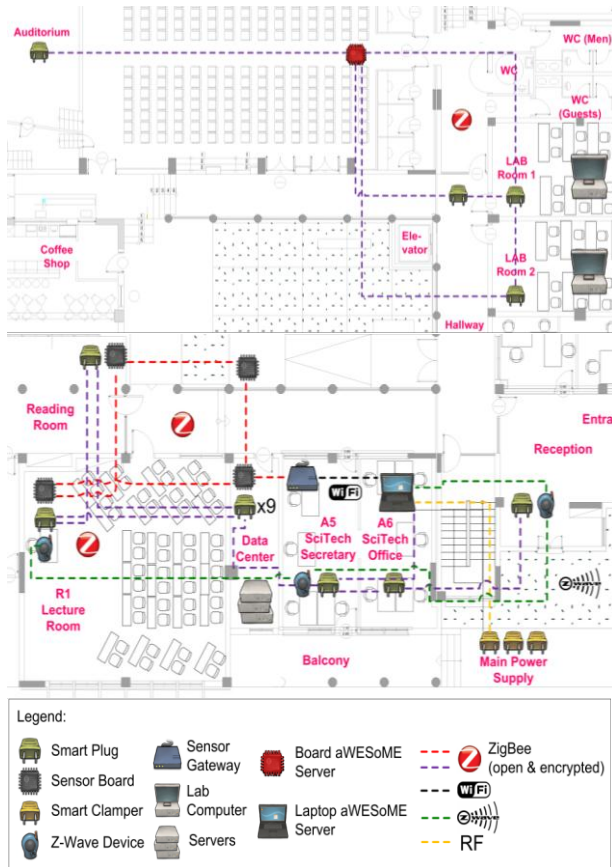 Auditorium
WC (Men)
WC
WC
(Guests)
Z
LAB
Room 1
Coffee
Shop
Ele-
vator
LAB
Room 2
Hallway
Reading
Room
Z
Entra
Reception
WiFi
x9
Z
Data
Center
A5
SciTech
Secretary
A6
SciTech
Office
R1
Lecture
Room
Balcony
Main Power
Supply
Legend:
Smart Plug
Sensor Board
Smart Clamper
Z-Wave Device
Sensor
Gateway
Lab
Computer
Servers
Board aWESoME
Server
Laptop aWESoME
Server
Z
ZigBee
(open & encrypted)
WiFi
RF